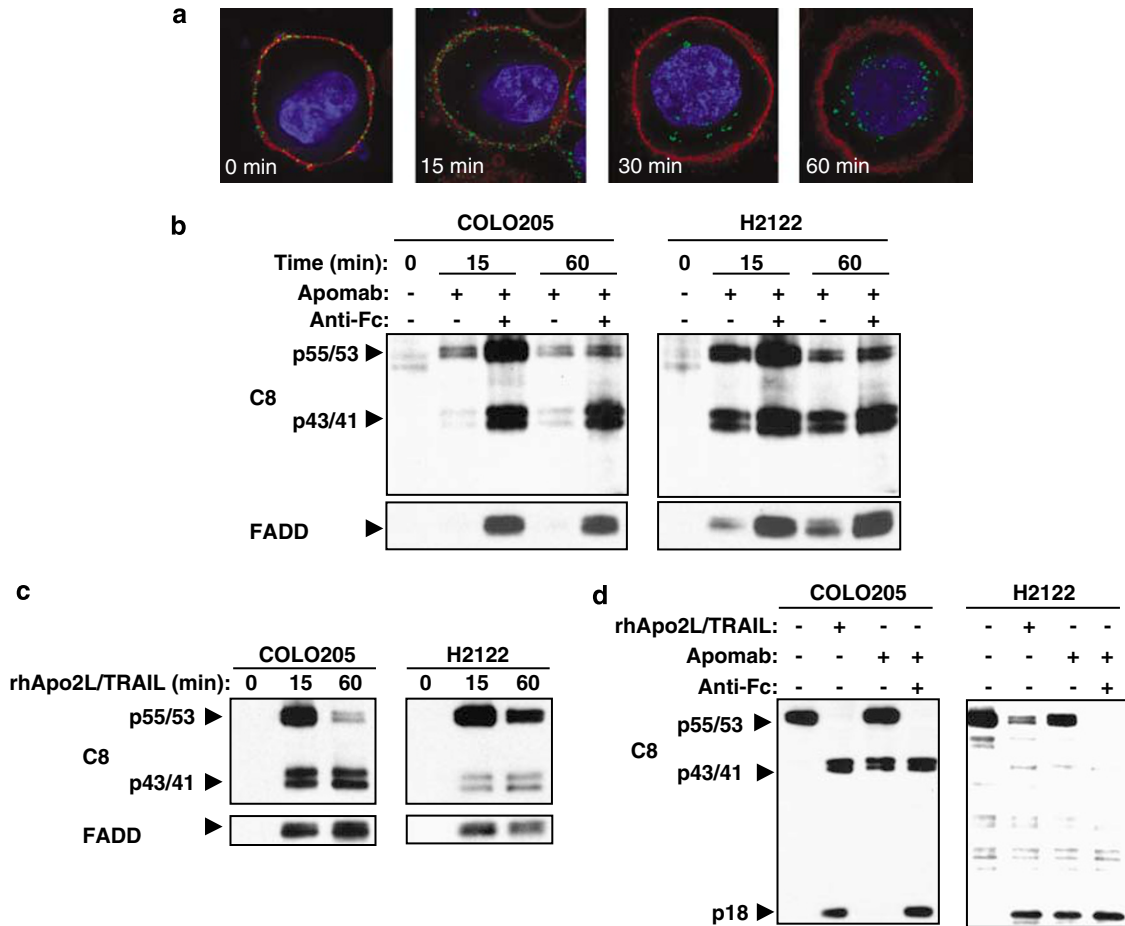 a
0 min 15 min 30 min 60 min
b
COLO205 H2122
Time (min): 0 15 60 0 15 60
Apomab: - + + + + - + + + +
Anti-Fc: - - + - + - - + - +
p55/53
C8
p43/41
FADD
c
COLO205 H2122
rhApo2L/TRAIL (min): 0 15 60 0 15 60
p55/53
C8
p43/41
FADD
d
COLO205 H2122
rhApo2L/TRAIL: - + - - - + - -
Apomab: - - + + - - + +
Anti-Fc: - - - + - - - +
p55/53
C8
p43/41
p18